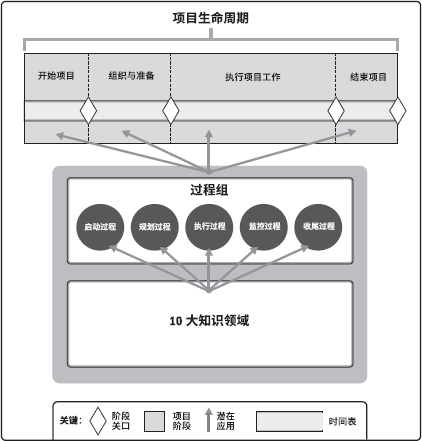 项目生命周期
开始项目 组织与准备 执行项目工作 结束项目
过程组
启动过程 规划过程 执行过程 监控过程 收尾过程
10 大知识领域
关键: 阶段关口 项目阶段 潜在应用 时间表